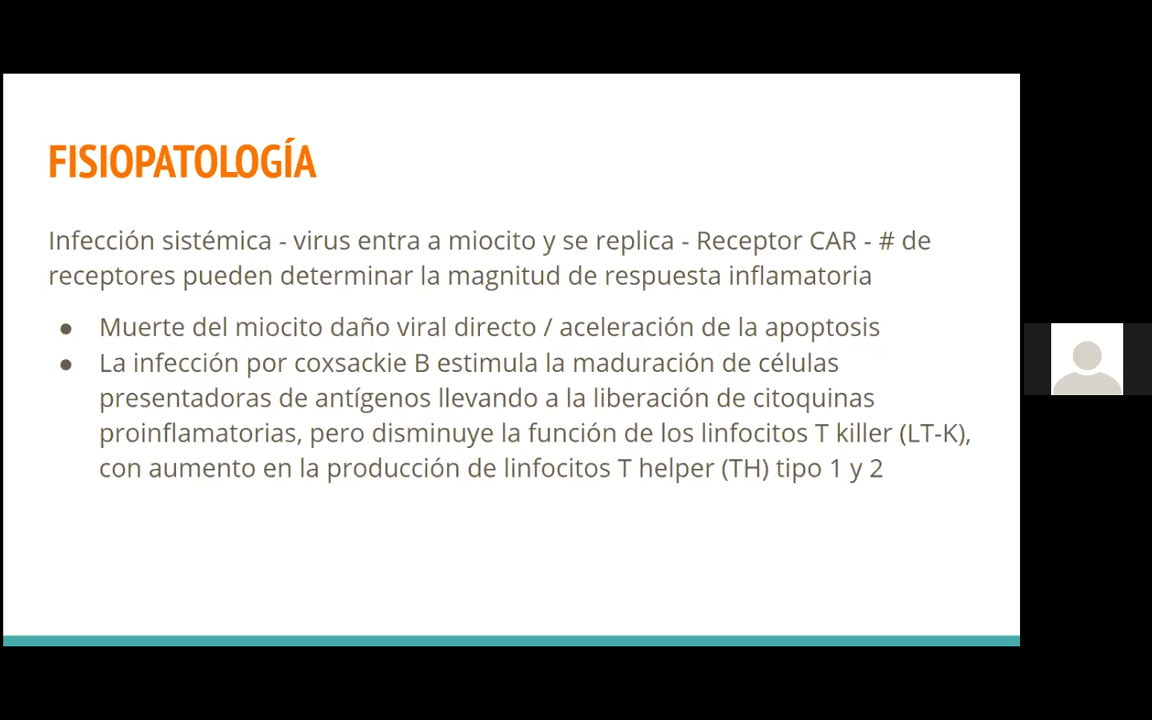 FISIOPATOLOGÍA
Infección sistémica - virus entra a miocito y se replica - Receptor CAR - # de
receptores pueden determinar la magnitud de respuesta inflamatoria
● Muerte del miocito daño viral directo / aceleración de la apoptosis
● La infección por coxsackie B estimula la maduración de células
presentadoras de antígenos llevando a la liberación de citoquinas
proinflamatorias, pero disminuye la función de los linfocitos T killer (LT-K),
con aumento en la producción de linfocitos T helper (TH) tipo 1 y 2